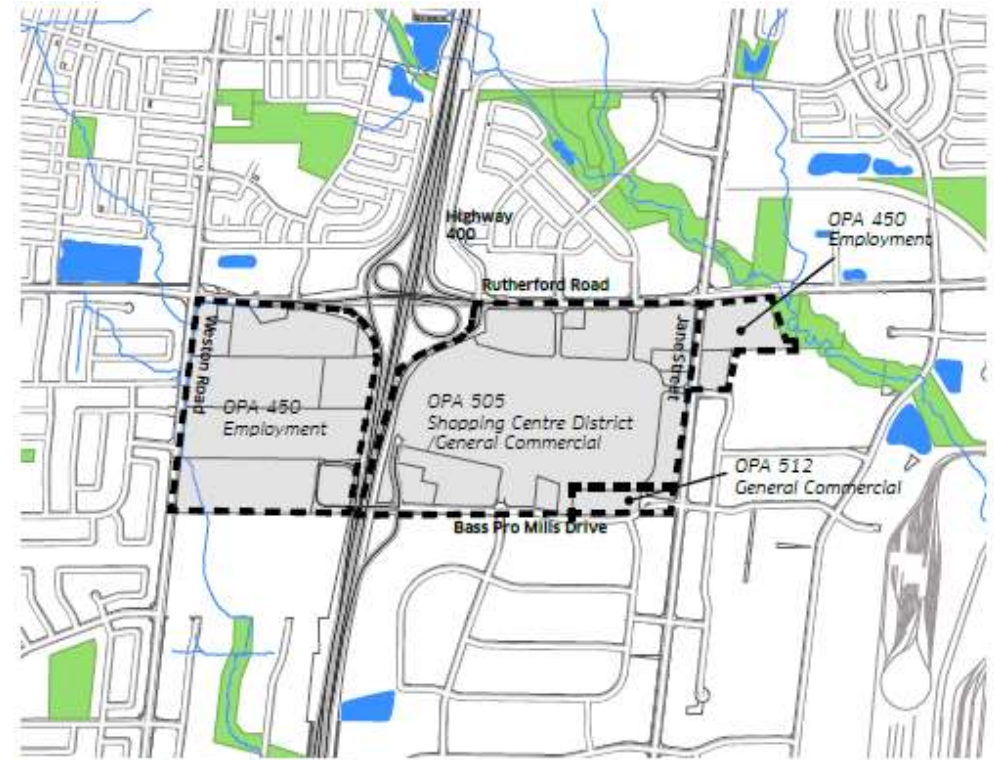 OPA 450
Employment
Highway
400
Rutherford Road
Weston Road
Jane Street
OPA 450
Employment
OPA 505
Shopping Centre District
/General Commercial
OPA 512
General Commercial
Bass Pro Mills Drive